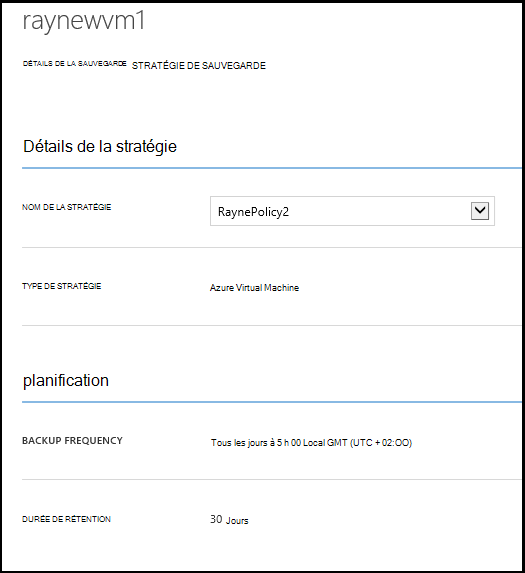 raynewvm1
DÉTAILS DE LA SAUVEGARDE STRATÉGIE DE SAUVEGARDE
Détails de la stratégie
NOM DE LA STRATÉGIE RaynePolicy2
TYPE DE STRATÉGIE Azure Virtual Machine
planification
BACKUP FREQUENCY Tous les jours à 5 h 00 Local GMT (UTC + 02:OO)
DURÉE DE RÉTENTION 30 Jours